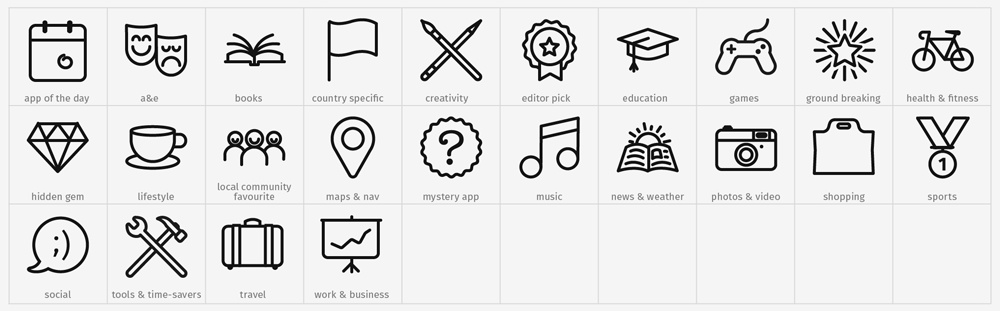 app of the day
a&e
books
country specific
creativity
editor pick
education
games
ground breaking
health & fitness
hidden gem
lifestyle
local community
favourite
maps & nav
?
mystery app
music
news & weather
photos & video
shopping
1
sports
;)
social
tools & time-savers
travel
work & business